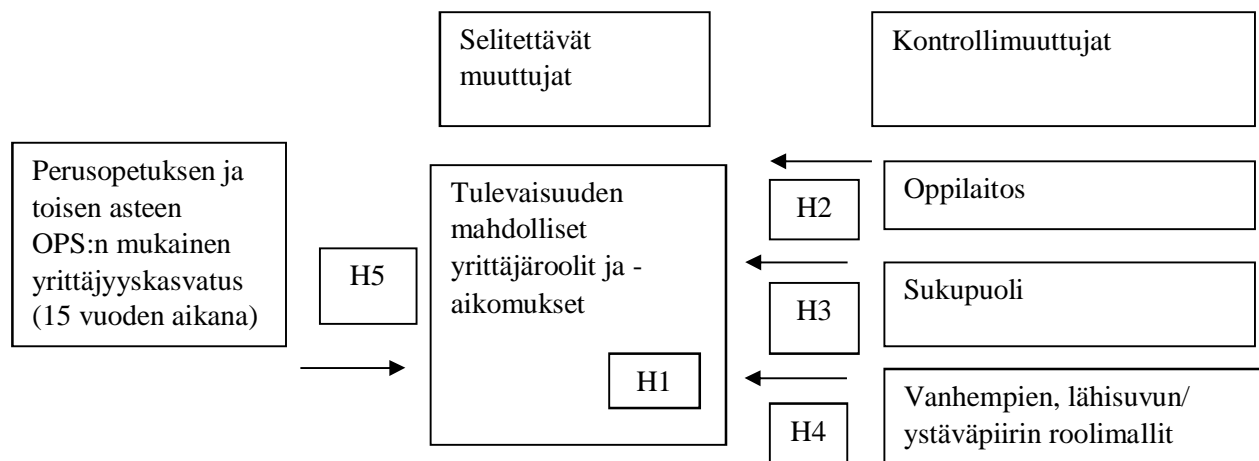 Selitettävät
muuttujat
Kontrollimuuttujat
Perusopetuksen ja
toisen asteen
OPS:n mukainen
yrittäjyyskasvatus
(15 vuoden aikana)
H5
Tulevaisuuden
mahdolliset
yrittäjäroolit ja -
aikomukset
H1
H2
H3
H4
Oppilaitos
Sukupuoli
Vanhempien, lähisuvun/
ystäväpiirin roolimallit